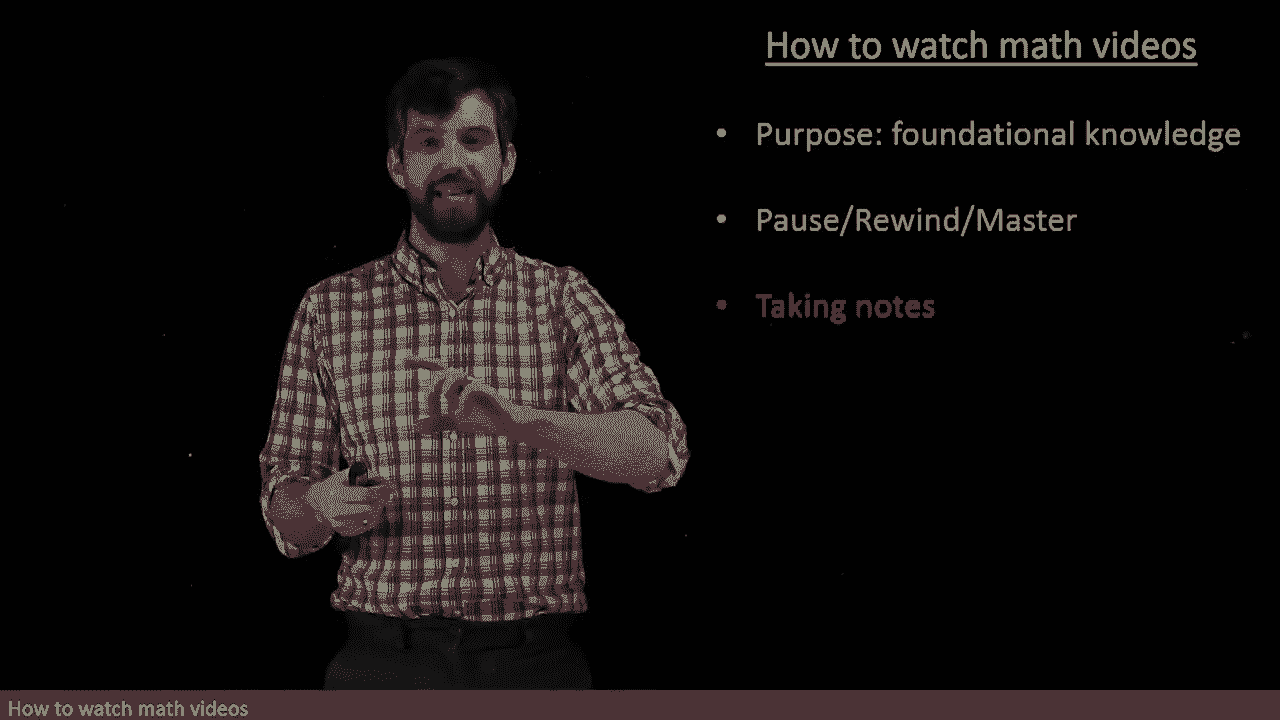 How to watch math videos
• Purpose: foundational knowledge
• Pause/Rewind/Master
• Taking notes
How to watch math videos